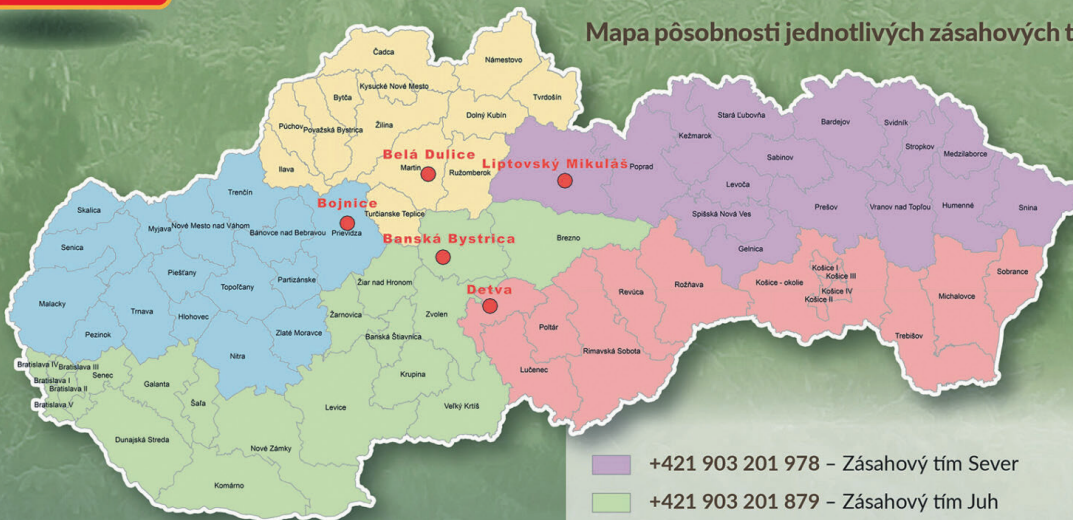 Mapa pôsobnosti jednotlivých zásahových t
Čadca
Námestovo
Kysucké Nové Mesto
Bytča
Tvrdošín
Dolný Kubín
Púchov
Považská Bystrica
Žilina
Stará Ľubovňa
Bardejov
Svidník
Kežmarok
Stropkov
Medzilaborce
Belá Dulice
Liptovský Mikuláš
Sabinov
Ilava
Martin
Ružomberok
Poprad
Levoča
Trenčín
Bojnice
Skalica
Turčianske Teplice
Spišská Nová Ves
Prešov
Vranov nad Topľou
Humenné
Snina
Myjava
Nové Mesto nad Váhom
Bánovce nad Bebravou
Prievidza
Senica
Banská Bystrica
Brezno
Gelnica
Piešťany
Topoľčany
Partizánske
Žiar nad Hronom
Detva
Revúca
Rožňava
Košice - okolie
Košice I
Košice III
Košice IV
Košice II
Sobrance
Michalovce
Malacky
Trnava
Hlohovec
Žarnovica
Zvolen
Poltár
Pezinok
Zlaté Moravce
Banská Štiavnica
Trebišov
Nitra
Rimavská Sobota
Bratislava IV
Bratislava III
Senec
Lučenec
Bratislava I
Bratislava II
Galanta
Krupina
Bratislava V
Šaľa
Levice
Veľký Krtíš
Dunajská Streda
Nové Zámky
Komárno
+421 903 201 978 – Zásahový tím Sever
+421 903 201 879 – Zásahový tím Juh